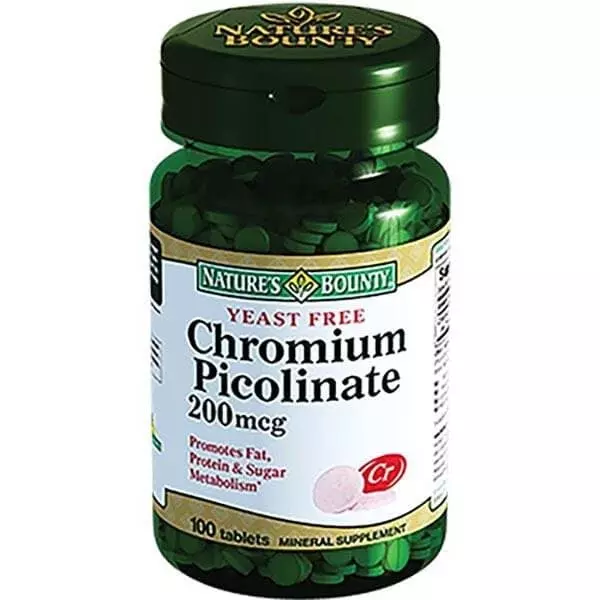 NATURE'S
BOUNTY
NATURE'S BOUNTY
YEAST FREE
Chromium
Picolinate
200mcg
Promotes Fat,
Protein & Sugar
Metabolism*
Cr
100 tablets MINERAL SUPPLEMENT